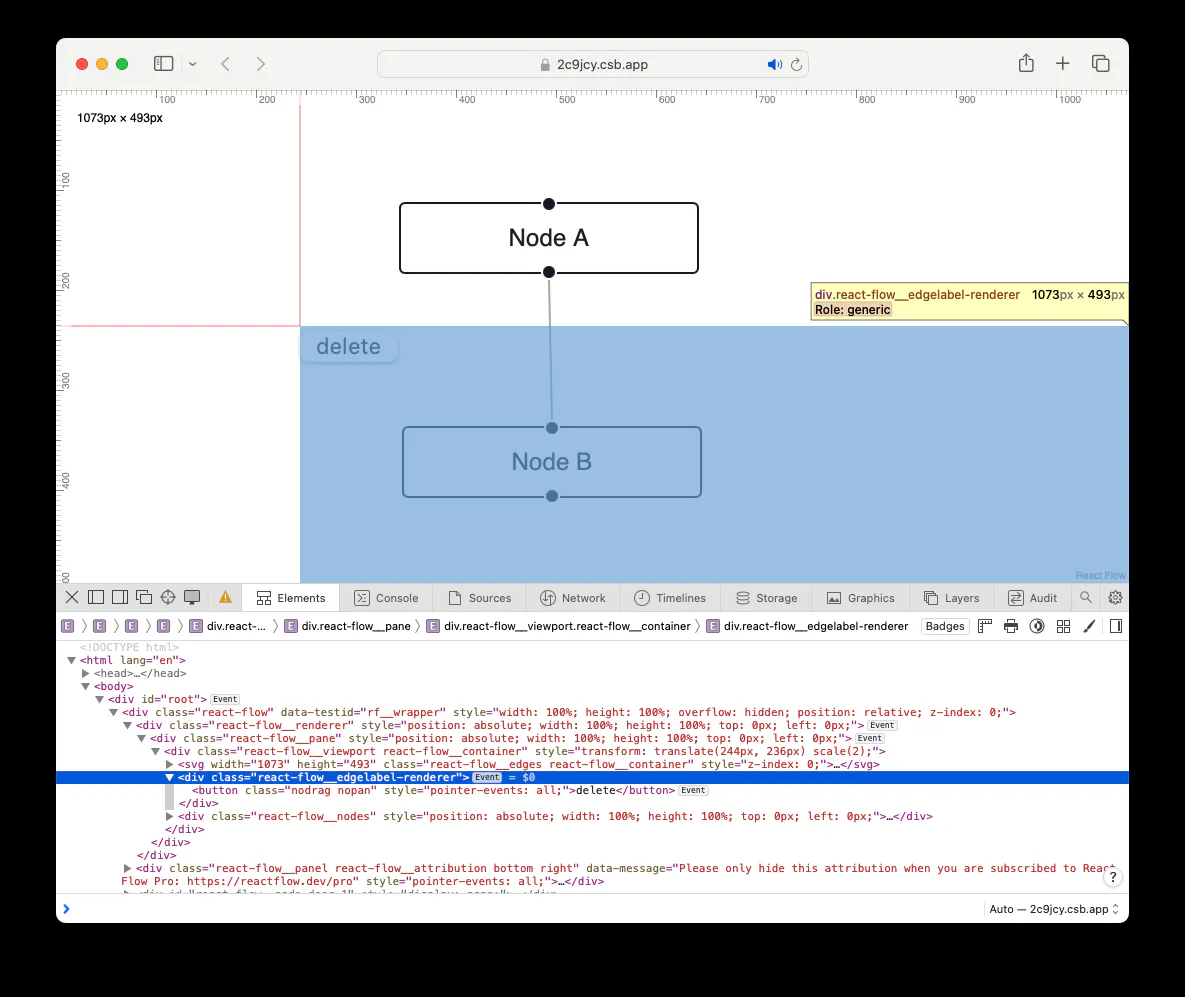 2c9jcy.csb.app
100 200 300 400 500 600 700 800 900 1000
1073px × 493px
100
200
300
400
Node A
div.react-flow__edgelabel-renderer 1073px × 493px
Role: generic
delete
Node B
React Flow
Elements Console Sources Network Timelines Storage Graphics Layers Audit
E E E E E div.react-... E div.react-flow__pane E div.react-flow__viewport.react-flow__container E div.react-flow__edgelabel-renderer Badges
<!DOCTYPE html>
<html lang="en">
<head>…</head>
<body>
<div id="root"> Event
<div class="react-flow" data-testid="rf__wrapper" style="width: 100%; height: 100%; overflow: hidden; position: relative; z-index: 0;">
<div class="react-flow__renderer" style="position: absolute; width: 100%; height: 100%; top: 0px; left: 0px;"> Event
<div class="react-flow__pane" style="position: absolute; width: 100%; height: 100%; top: 0px; left: 0px;"> Event
<div class="react-flow__viewport react-flow__container" style="transform: translate(244px, 236px) scale(2);">
<svg width="1073" height="493" class="react-flow__edges react-flow__container" style="z-index: 0;">…</svg>
<div class="react-flow__edgelabel-renderer"> Event = $0
<button class="nodrag nopan" style="pointer-events: all;">delete</button> Event
</div>
<div class="react-flow__nodes" style="position: absolute; width: 100%; height: 100%; top: 0px; left: 0px;">…</div>
</div>
</div>
</div>
<div class="react-flow__panel react-flow__attribution bottom right" data-message="Please only hide this attribution when you are subscribed to React
Flow Pro: https://reactflow.dev/pro" style="pointer-events: all;">…</div>
?
Auto — 2c9jcy.csb.app